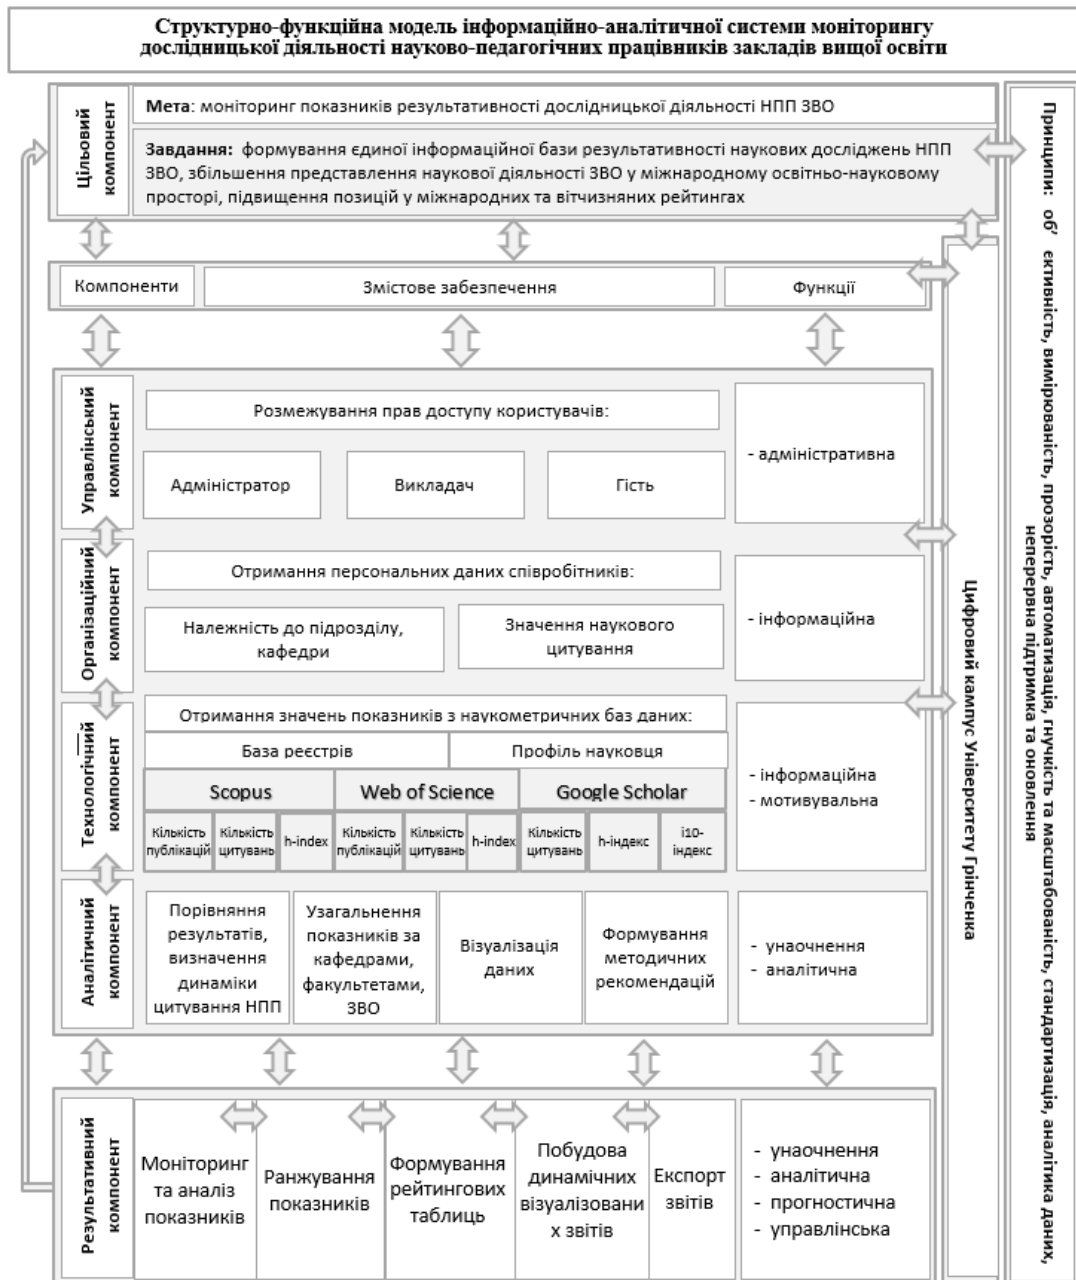 Структурно-функційна модель інформаційно-аналітичної системи моніторингу
дослідницької діяльності науково-педагогічних працівників закладів вищої освіти
Цільовий
компонент
Мета: моніторинг показників результативності дослідницької діяльності НПП ЗВО
Завдання: формування єдиної інформаційної бази результативності наукових досліджень НПП
ЗВО, збільшення представлення наукової діяльності ЗВО у міжнародному освітньо-науковому
просторі, підвищення позицій у міжнародних та вітчизняних рейтингах
Компоненти
Змістове забезпечення
Функції
Управлінський
компонент
Розмежування прав доступу користувачів:
Адміністратор
Викладач
Гість
- адміністративна
Організаційний
компонент
Отримання персональних даних співробітників:
Належність до підрозділу,
кафедри
Значення наукового
цитування
- інформаційна
Технологічний
компонент
Отримання значень показників з наукометричних баз даних:
База реєстрів
Профіль науковця
Scopus
Web of Science
Google Scholar
Кількість
публікацій
Кількість
цитувань
h-index
Кількість
публікацій
Кількість
цитувань
h-index
Кількість
цитувань
h-індекс
i10-
індекс
- інформаційна
- мотивувальна
Аналітичний
компонент
Порівняння
результатів,
визначення
динаміки
цитування НПП
Узагальнення
показників за
кафедрами,
факультетами,
ЗВО
Візуалізація
даних
Формування
методичних
рекомендацій
- унаочнення
- аналітична
Результативний
компонент
Моніторинг
та аналіз
показників
Ранжування
показників
Формування
рейтингових
таблиць
Побудова
динамічних
візуалізовани
х звітів
Експорт
звітів
- унаочнення
- аналітична
- прогностична
- управлінська
Цифровий кампус Університету Грінченка
Принципи: об’ єктивність, вимірюваність, прозорість, автоматизація, гнучкість та масштабованість, стандартизація, аналітика даних,
неперервна підтримка та оновлення